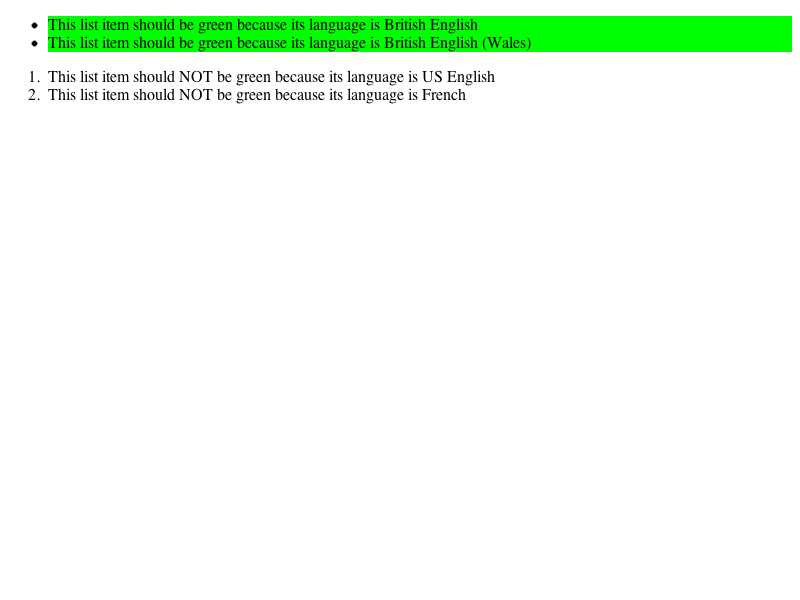 • This list item should be green because its language is British English
• This list item should be green because its language is British English (Wales)
1. This list item should NOT be green because its language is US English
2. This list item should NOT be green because its language is French